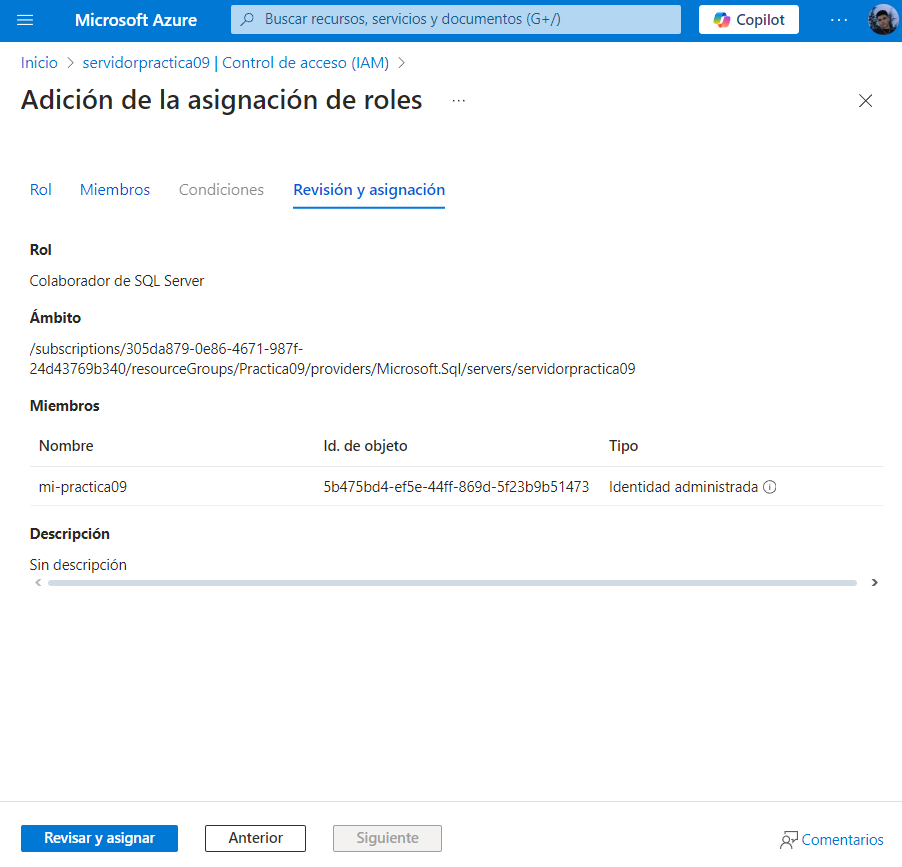 Microsoft Azure
Buscar recursos, servicios y documentos (G+/)
Copilot
...
Inicio > servidorpractica09 | Control de acceso (IAM) >
Adición de la asignación de roles ...
Rol Miembros Condiciones Revisión y asignación
Rol
Colaborador de SQL Server
Ámbito
/subscriptions/305da879-0e86-4671-987f-
24d43769b340/resourceGroups/Practica09/providers/Microsoft.Sql/servers/servidorpractica09
Miembros
Nombre Id. de objeto Tipo
mi-practica09 5b475bd4-ef5e-44ff-869d-5f23b9b51473 Identidad administrada
Descripción
Sin descripción
Revisar y asignar Anterior Siguiente Comentarios